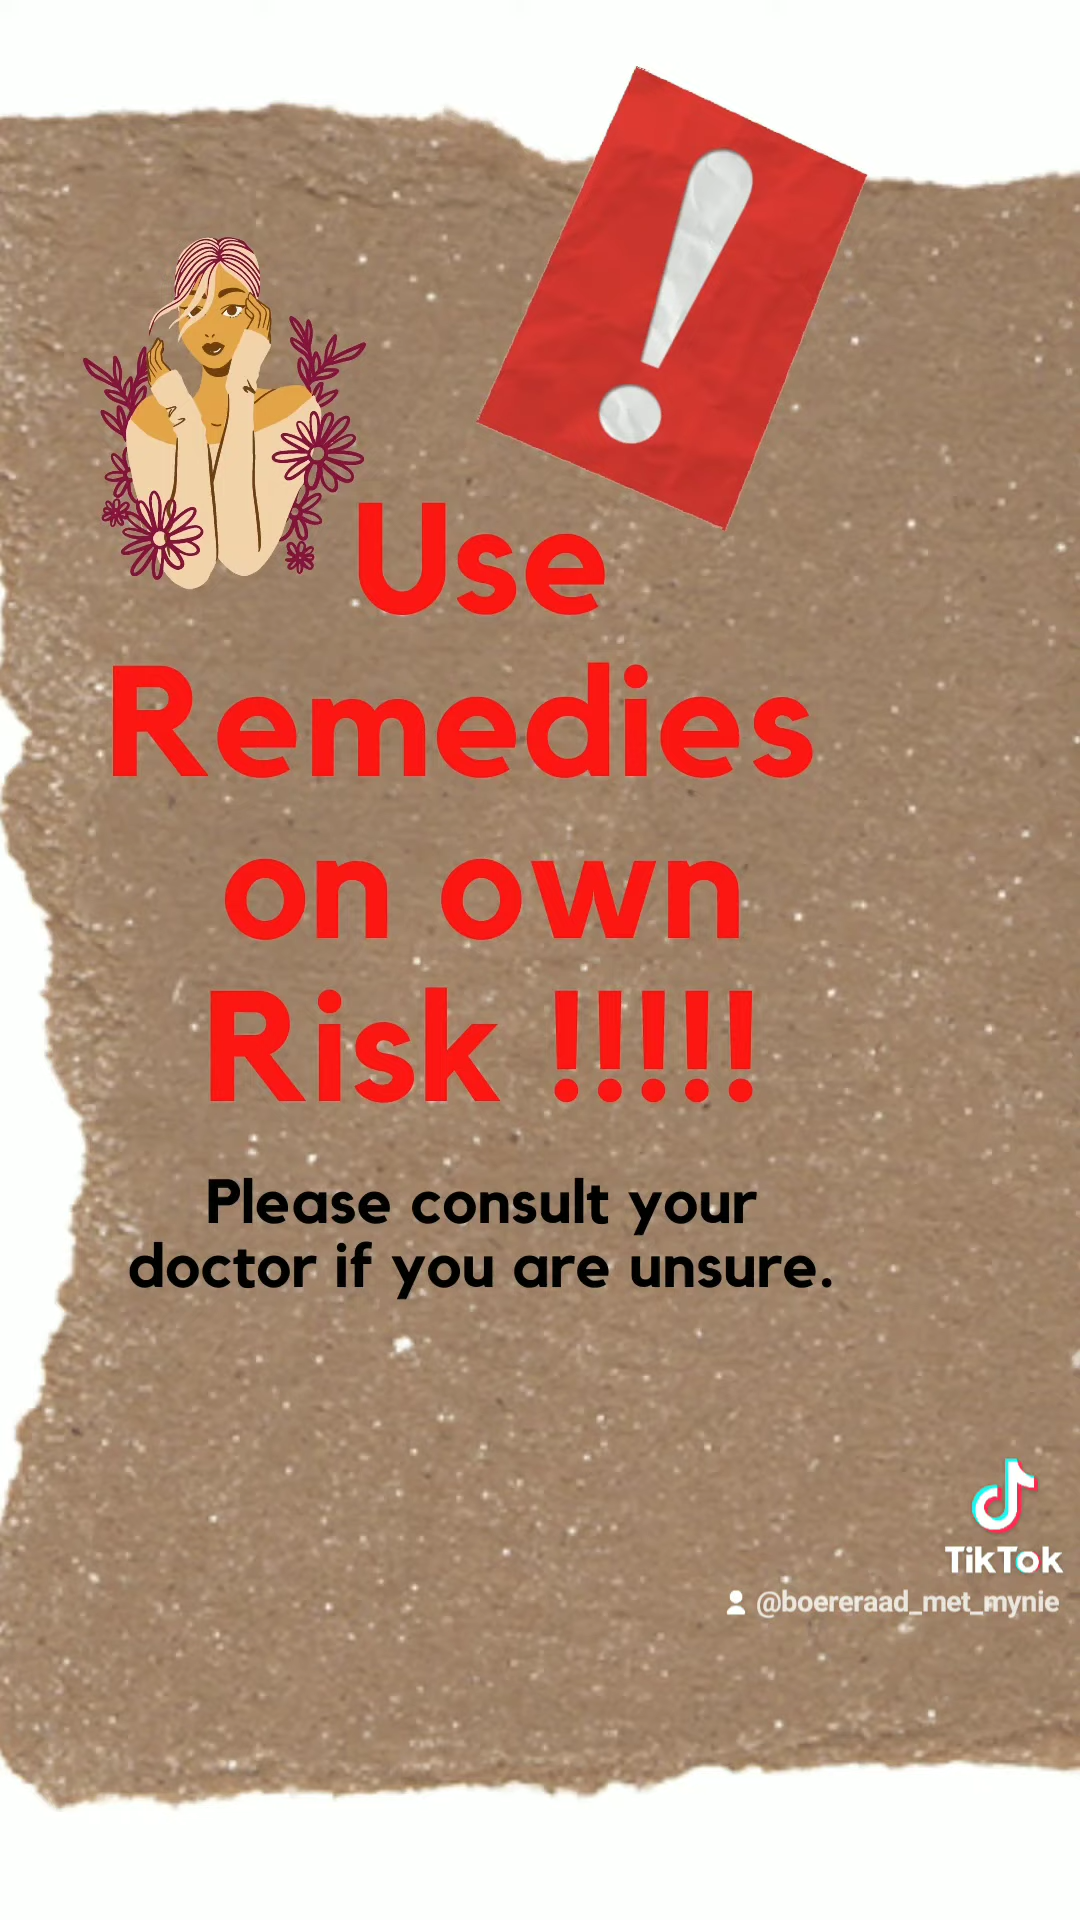 Use
Remedies
on own
Risk !!!!!
Please consult your
doctor if you are unsure.
TikTok
@boereraad_met_mynie